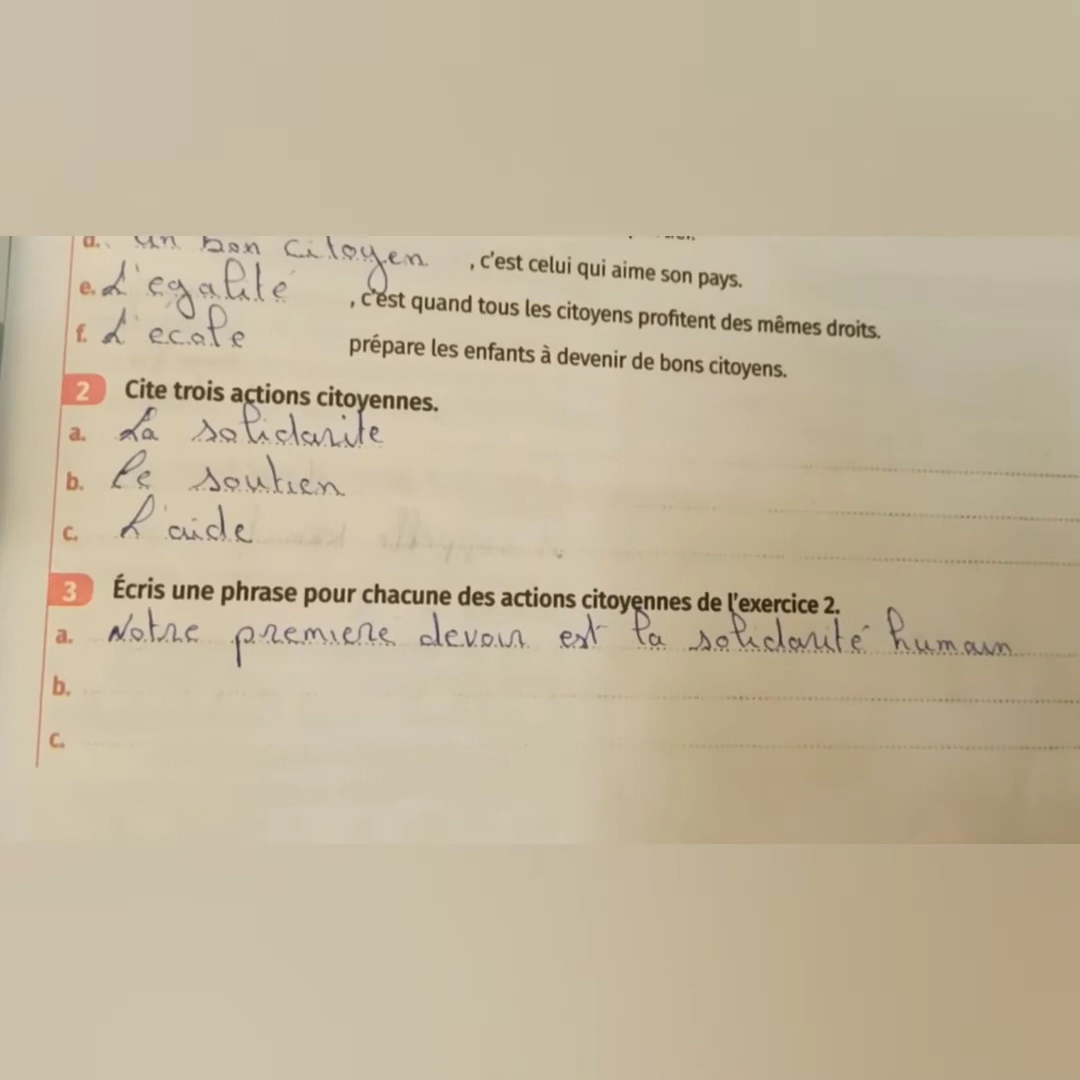 d. un bon citoyen, c'est celui qui aime son pays.
e. L'egalité, c'est quand tous les citoyens profitent des mêmes droits.
f. L'ecole prépare les enfants à devenir de bons citoyens.
2 Cite trois actions citoyennes.
a. La solidarite
b. le soutien
c. L'aide
3 Écris une phrase pour chacune des actions citoyennes de l'exercice 2.
a. Notre premiere devoir est la solidarité humain
b.
c.